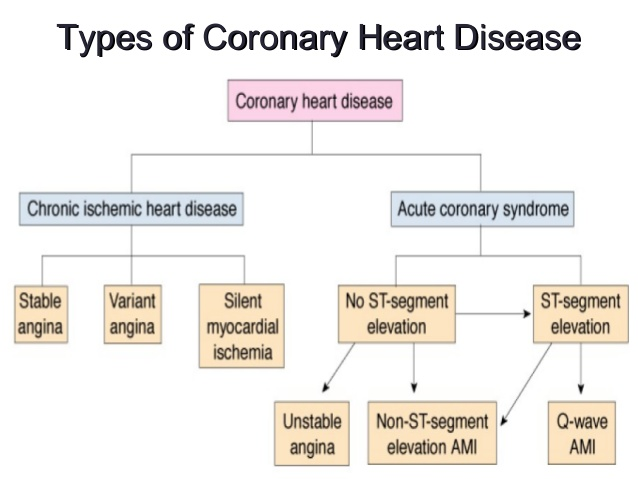 Types of Coronary Heart Disease
Coronary heart disease
Chronic ischemic heart disease
Acute coronary syndrome
Stable
angina
Variant
angina
Silent
myocardial
ischemia
No ST-segment
elevation
ST-segment
elevation
Unstable
angina
Non-ST-segment
elevation AMI
Q-wave
AMI